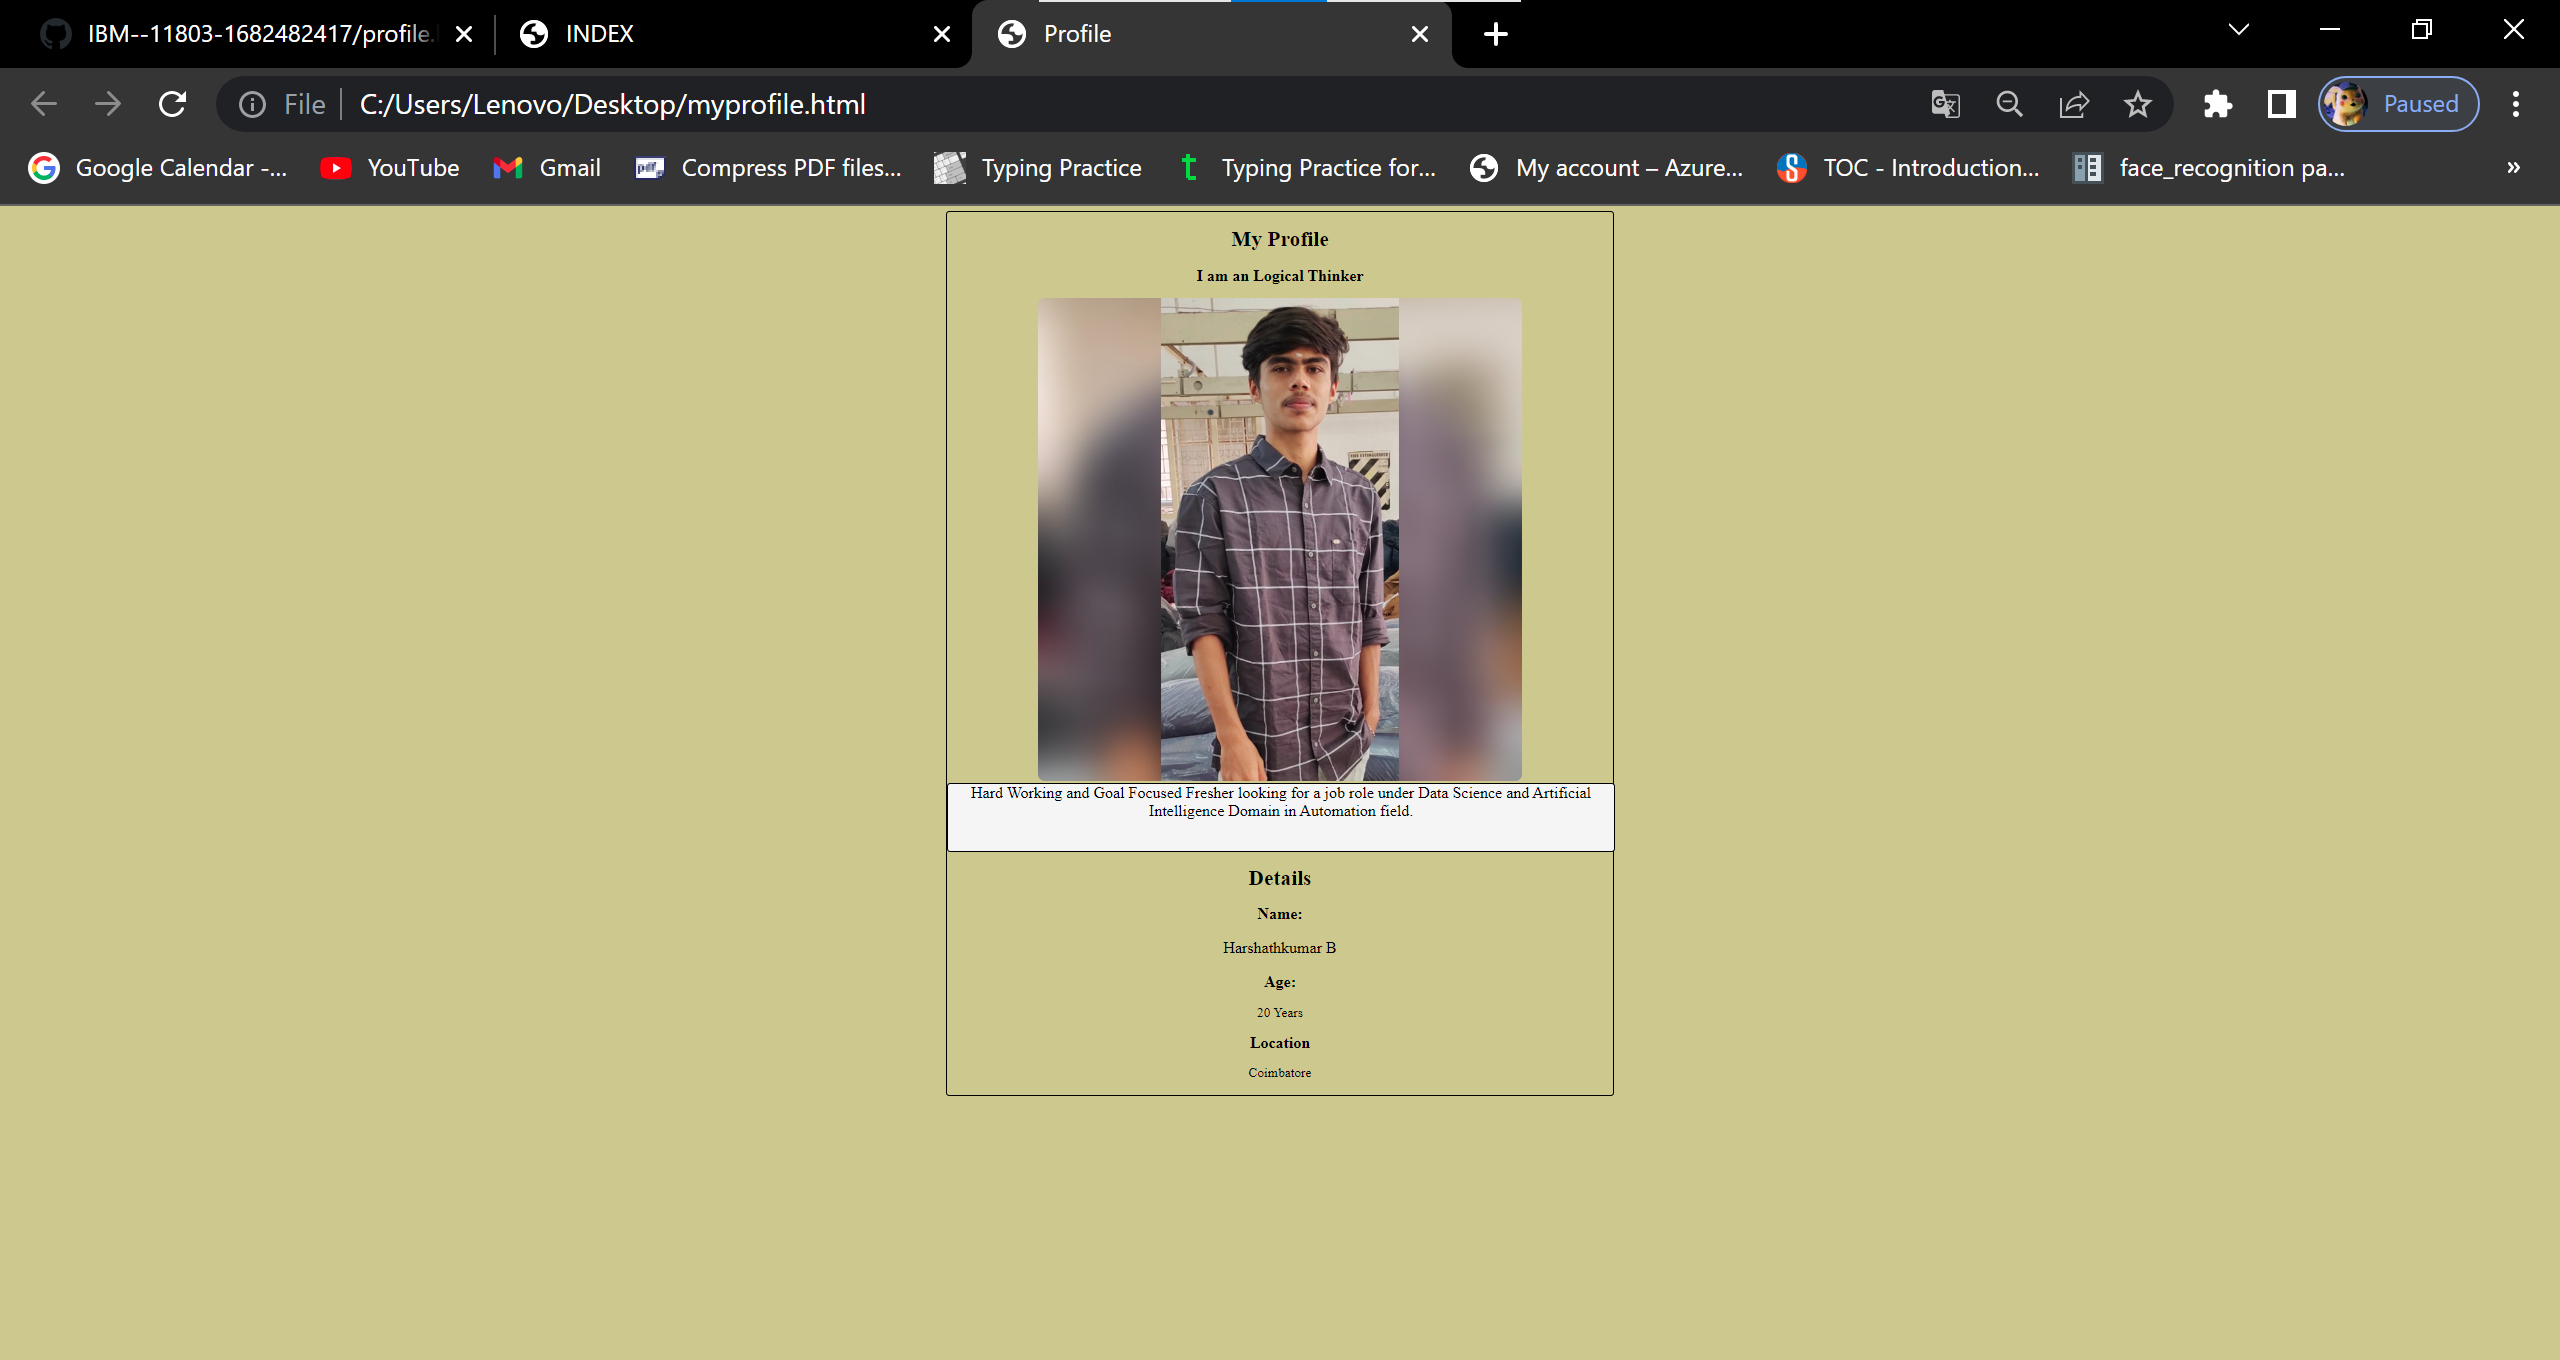 IBM--11803-1682482417/profile.
INDEX
Profile
File
C:/Users/Lenovo/Desktop/myprofile.html
Paused
Google Calendar -...
YouTube
Gmail
Compress PDF files...
Typing Practice
Typing Practice for...
My account – Azure...
TOC - Introduction...
face_recognition pa...
»
My Profile
I am an Logical Thinker
Hard Working and Goal Focused Fresher looking for a job role under Data Science and Artificial
Intelligence Domain in Automation field.
Details
Name:
Harshathkumar B
Age:
20 Years
Location
Coimbatore